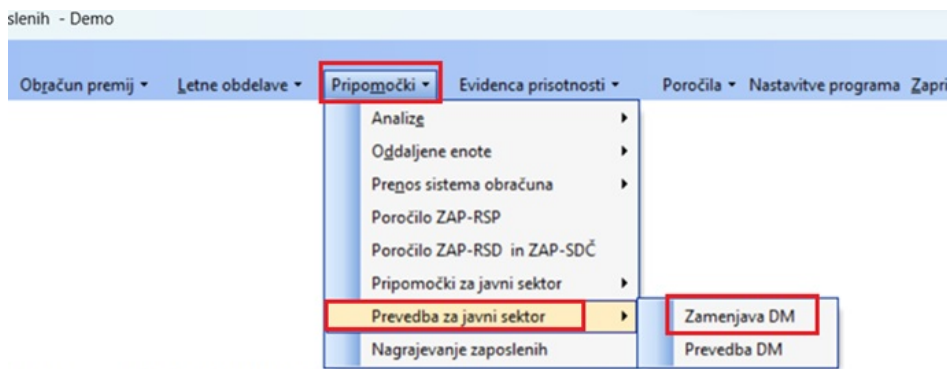 slenih - Demo
Obračun premij Letne obdelave Pripomočki Evidenca prisotnosti Poročila Nastavitve programa Zapri
Analize
Oddaljene enote
Prenos sistema obračuna
Poročilo ZAP-RSP
Poročilo ZAP-RSD in ZAP-SDČ
Pripomočki za javni sektor
Prevedba za javni sektor Zamenjava DM
Nagrajevanje zaposlenih Prevedba DM